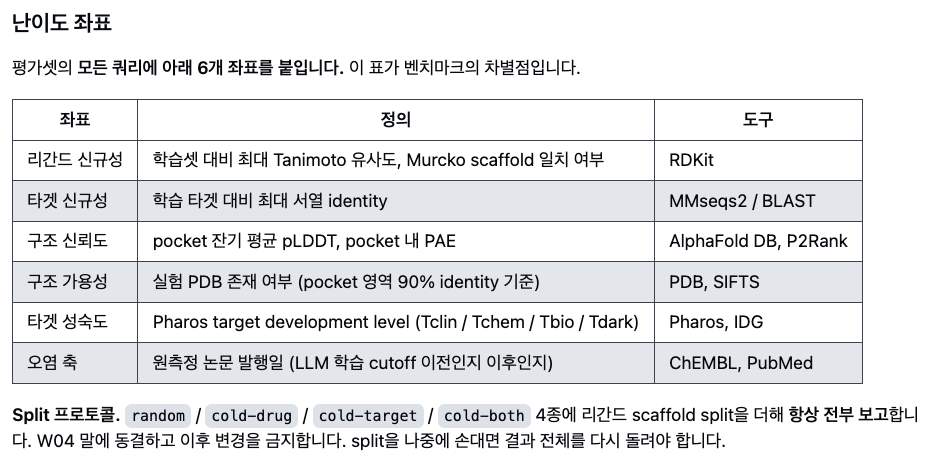 난이도 좌표
평가셋의 모든 쿼리에 아래 6개 좌표를 붙입니다. 이 표가 벤치마크의 차별점입니다.
좌표 정의 도구
리간드 신규성 학습셋 대비 최대 Tanimoto 유사도, Murcko scaffold 일치 여부 RDKit
타겟 신규성 학습 타겟 대비 최대 서열 identity MMseqs2 / BLAST
구조 신뢰도 pocket 잔기 평균 pLDDT, pocket 내 PAE AlphaFold DB, P2Rank
구조 가용성 실험 PDB 존재 여부 (pocket 영역 90% identity 기준) PDB, SIFTS
타겟 성숙도 Pharos target development level (Tclin / Tchem / Tbio / Tdark) Pharos, IDG
오염 축 원측정 논문 발행일 (LLM 학습 cutoff 이전인지 이후인지) ChEMBL, PubMed
Split 프로토콜. random / cold-drug / cold-target / cold-both 4종에 리간드 scaffold split을 더해 항상 전부 보고합니
다. W04 말에 동결하고 이후 변경을 금지합니다. split을 나중에 손대면 결과 전체를 다시 돌려야 합니다.